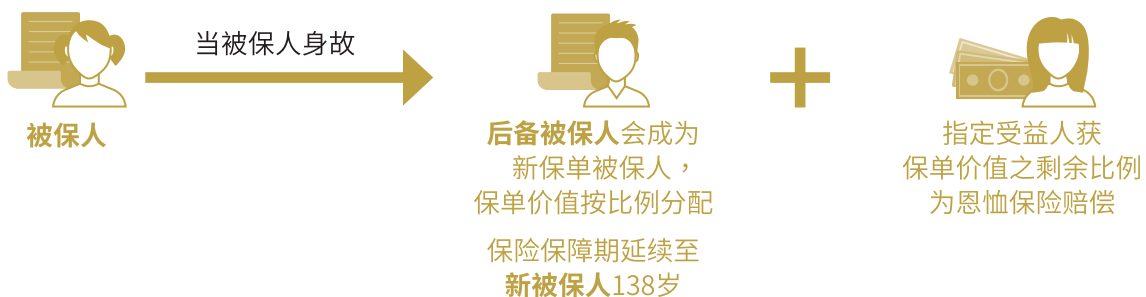 当被保人身故
被保人
后备被保人会成为
新保单被保人，
保单价值按比例分配
保险保障期延续至
新被保人138岁
指定受益人获
保单价值之剩余比例
为恩恤保险赔偿